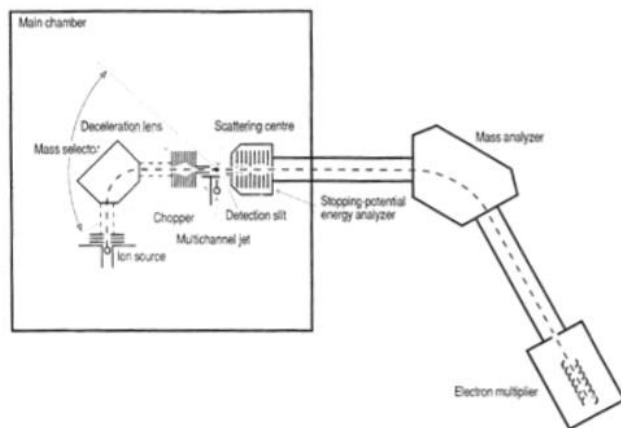 Main chamber
Deceleration lens
Scattering centre
Mass analyzer
Mass selector
Stopping-potential
energy analyzer
Chopper
Detection slit
Multichannel jet
Ion source
Electron multiplier